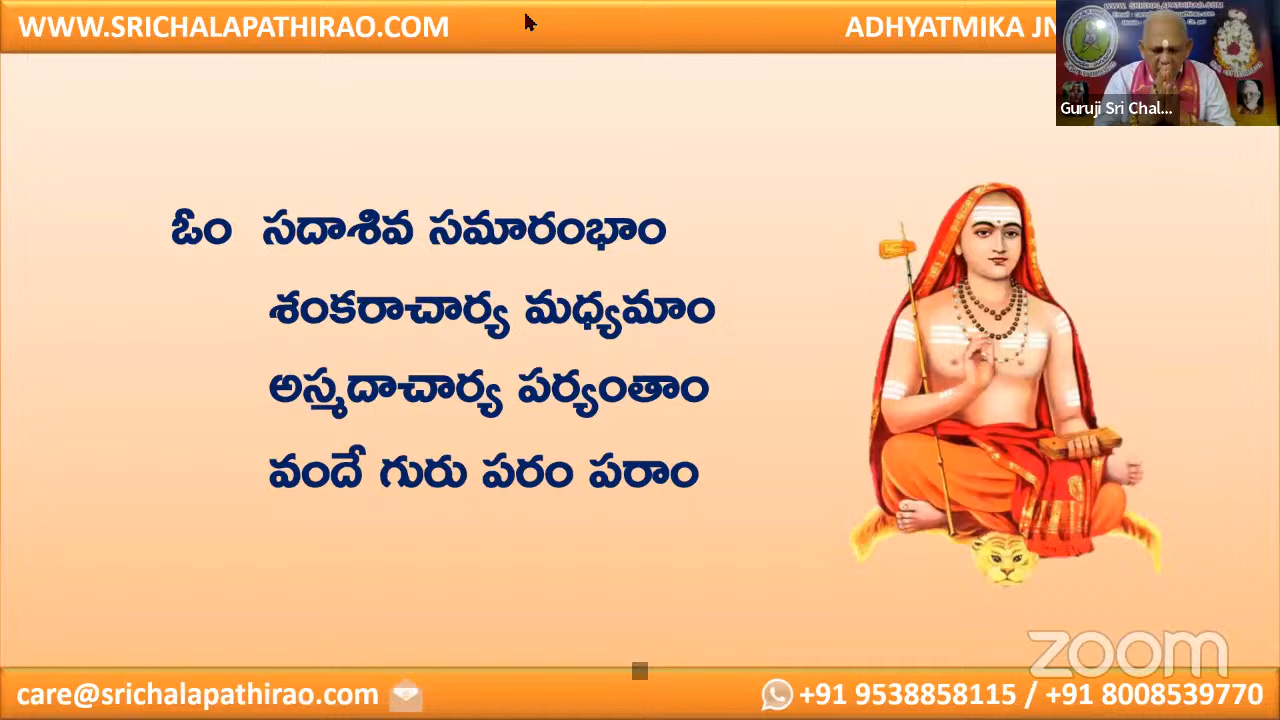 WWW.SRICHALAPATHIRAO.COM
ADHYATMIKA JN
Guruji Sri Chal...
ఓం సదాశివ సమారంభాం
శంకరాచార్య మధ్యమాం
అస్మదాచార్య పర్యంతాం
వందే గురు పరం పరాం
zoom
care@srichalapathirao.com
+91 9538858115 / +91 8008539770